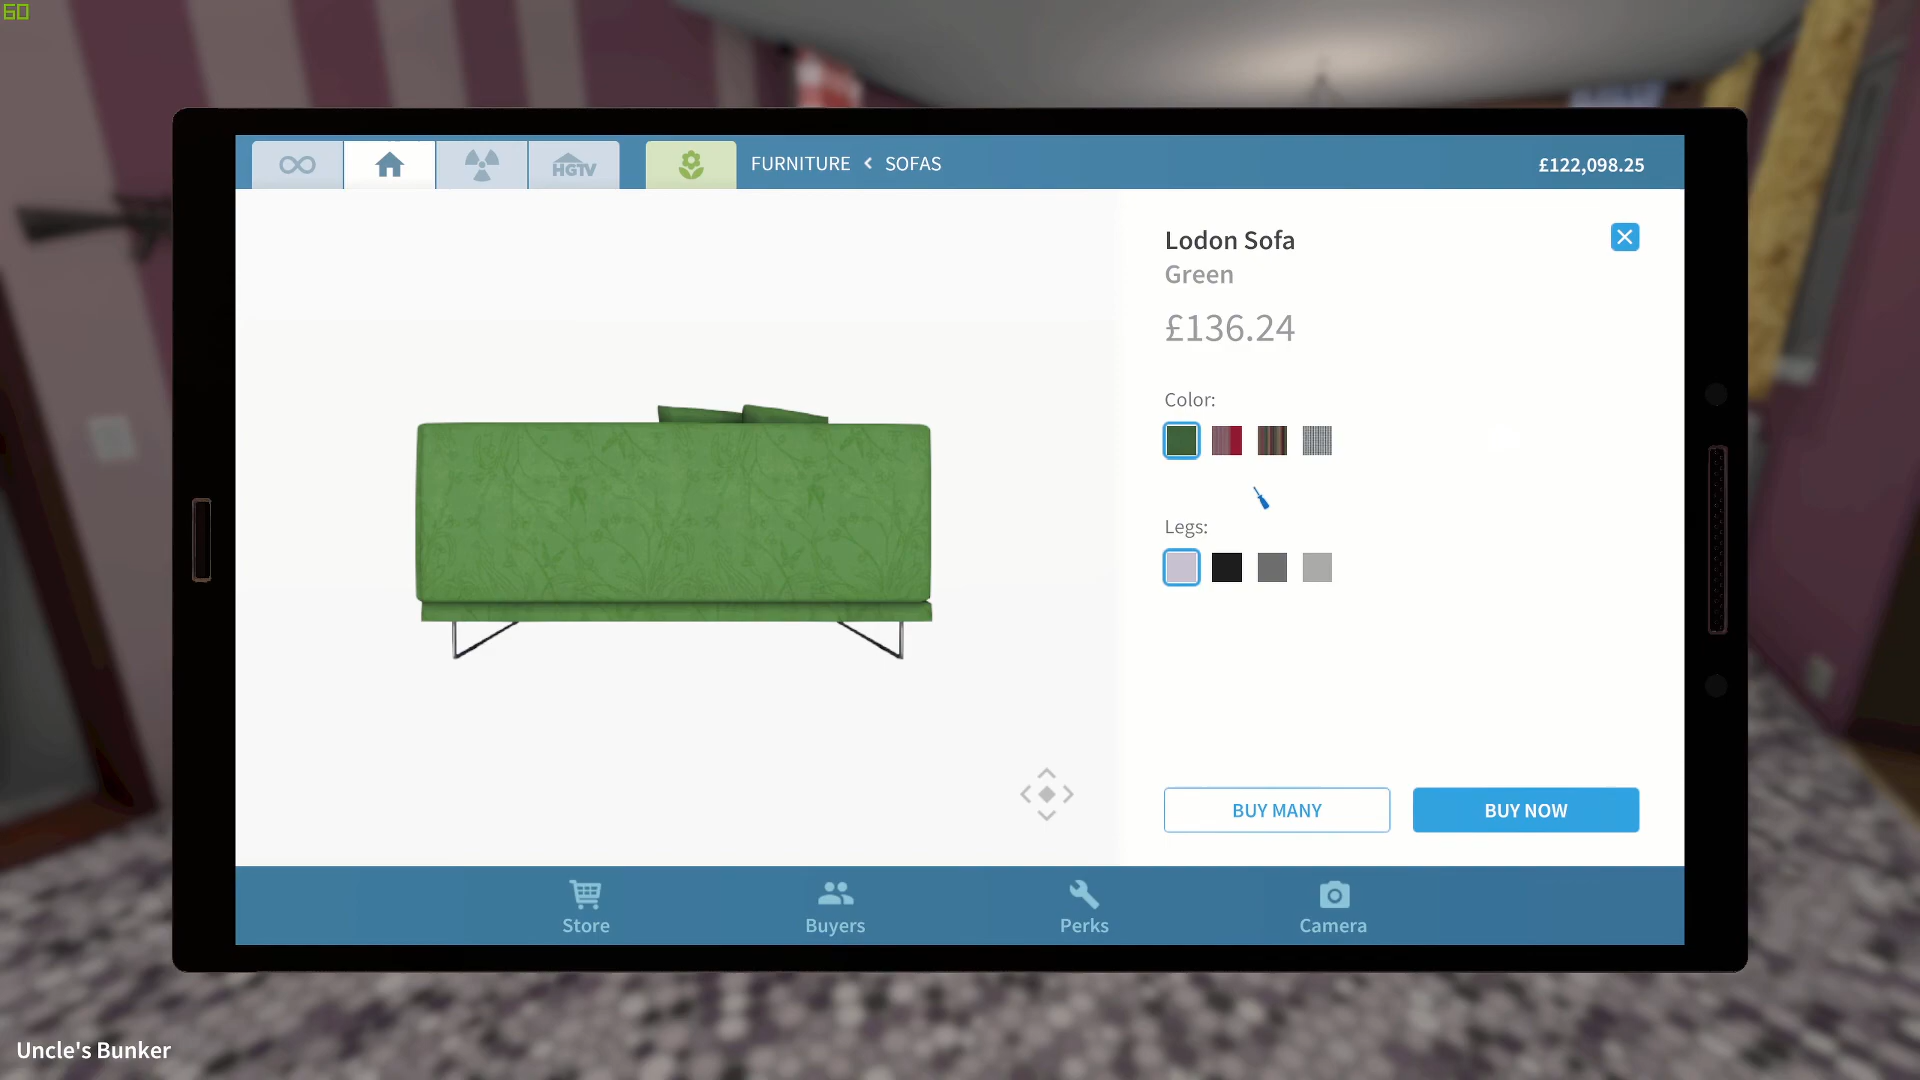 60
HGTV
FURNITURE < SOFAS
£122,098.25
Lodon Sofa
Green
£136.24
Color:
Legs:
BUY MANY
BUY NOW
Store
Buyers
Perks
Camera
Uncle's Bunker